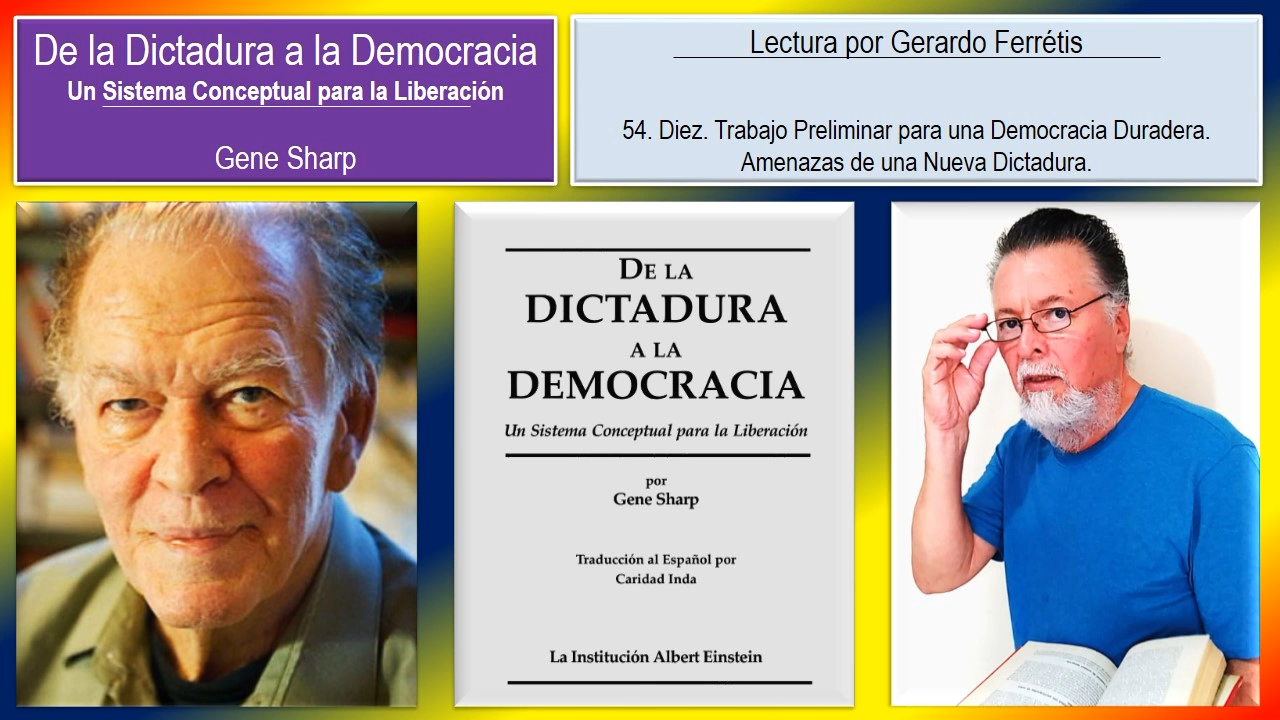 De la Dictadura a la Democracia
Un Sistema Conceptual para la Liberación
Gene Sharp
Lectura por Gerardo Ferrétis
54. Diez. Trabajo Preliminar para una Democracia Duradera.
Amenazas de una Nueva Dictadura.
DE LA
DICTADURA
A LA
DEMOCRACIA
Un Sistema Conceptual para la Liberación
por
Gene Sharp
Traducción al Español por
Caridad Inda
La Institución Albert Einstein